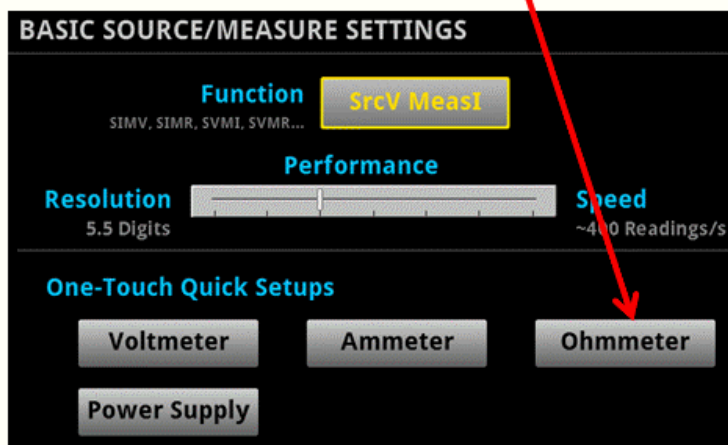 BASIC SOURCE/MEASURE SETTINGS
Function SrcV MeasI
SIMV, SIMR, SVMI, SVMR...
Performance
Resolution Speed
5.5 Digits ~400 Readings/s
One-Touch Quick Setups
Voltmeter Ammeter Ohmmeter
Power Supply